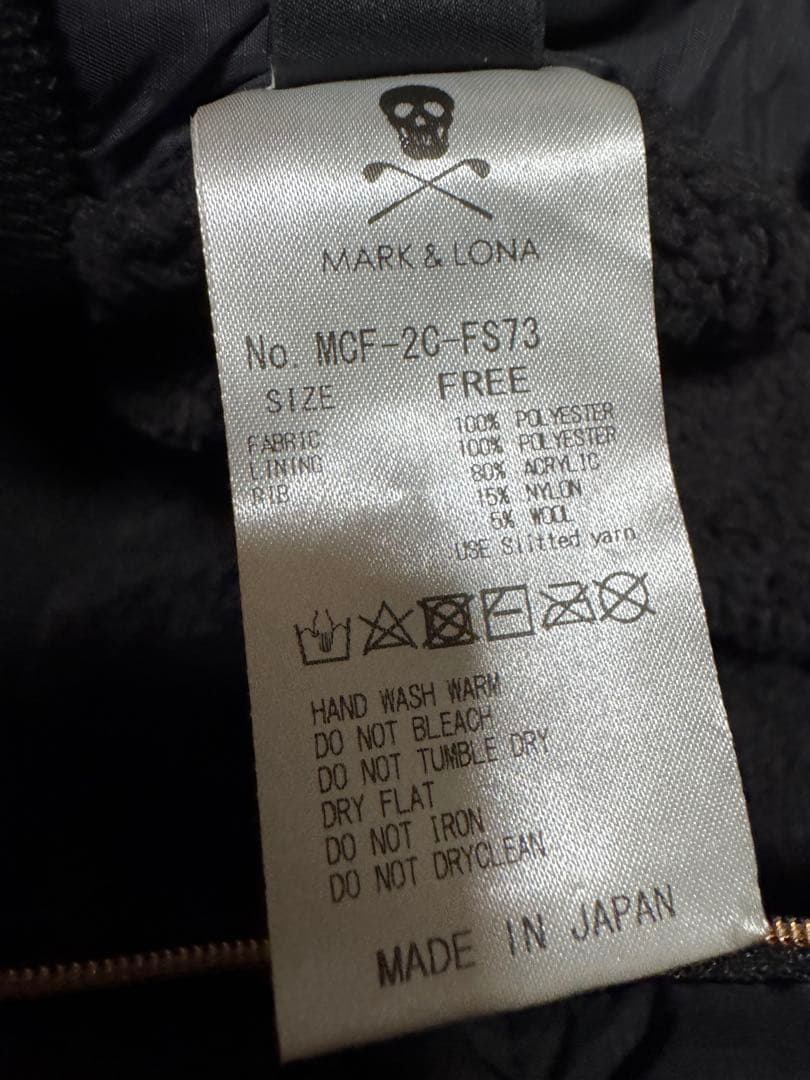 MARK & LONA
No. MCF-2C-FS73
SIZE FREE
FABRIC 100% POLYESTER
LINING 100% POLYESTER
RIB 80% ACRYLIC
15% NYLON
5% WOOL
USE Slitted yarn
HAND WASH WARM
DO NOT BLEACH
DO NOT TUMBLE DRY
DRY FLAT
DO NOT IRON
DO NOT DRYCLEAN
MADE IN JAPAN